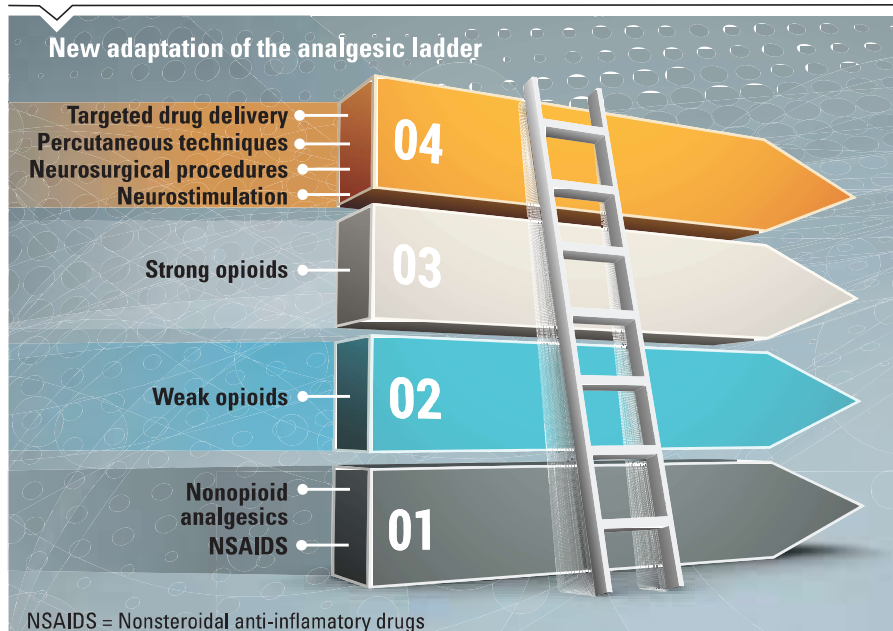 New adaptation of the analgesic ladder
Targeted drug delivery
Percutaneous techniques
Neurosurgical procedures
Neurostimulation
04
Strong opioids
03
Weak opioids
02
Nonopioid
analgesics
NSAIDS
01
NSAIDS = Nonsteroidal anti-inflamatory drugs